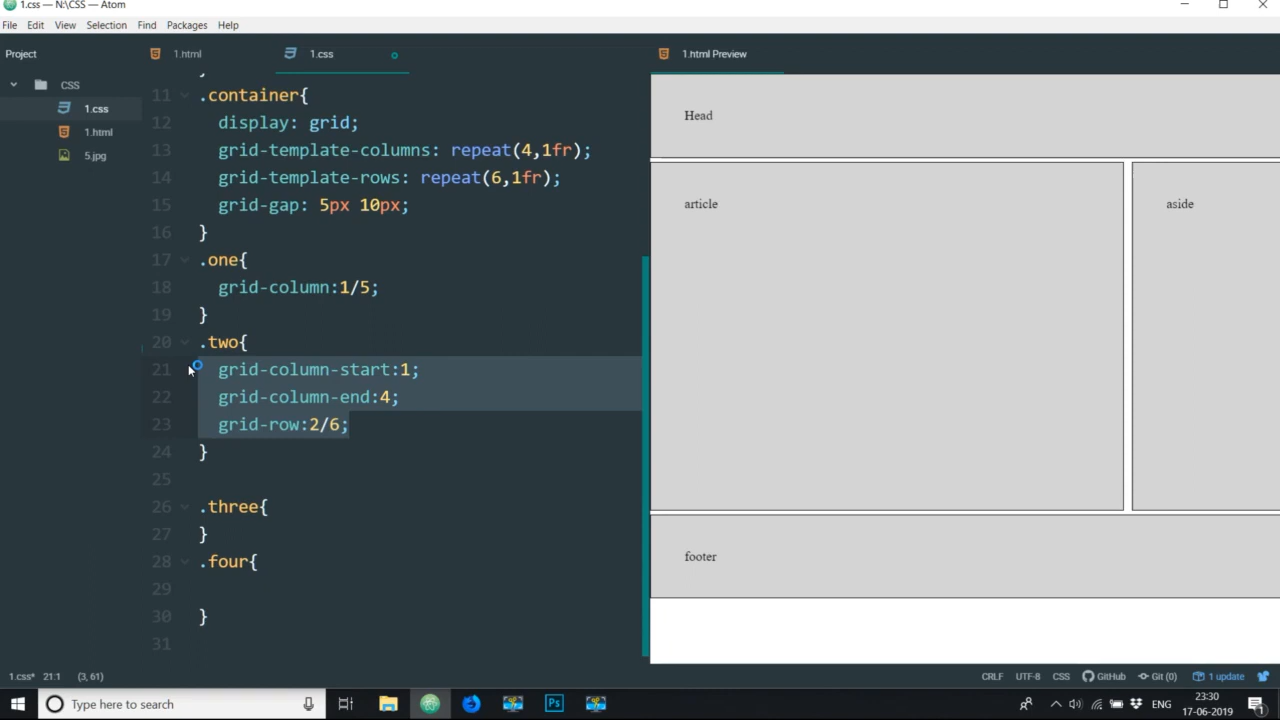 1.css — N:\CSS — Atom
File Edit View Selection Find Packages Help
Project
1.html
1.css
1.html Preview
CSS
1.css
1.html
5.jpg
}
11 .container{
12 display: grid;
13 grid-template-columns: repeat(4,1fr);
14 grid-template-rows: repeat(6,1fr);
15 grid-gap: 5px 10px;
16 }
17 .one{
18 grid-column:1/5;
19 }
20 .two{
21 grid-column-start:1;
22 grid-column-end:4;
23 grid-row:2/6;
24 }
25
26 .three{
27 }
28 .four{
29
30 }
31
Head
article
aside
footer
1.css* 21:1 (3, 61)
CRLF UTF-8 CSS GitHub Git (0) 1 update
Type here to search
Ps
ENG
23:30
17-06-2019
1